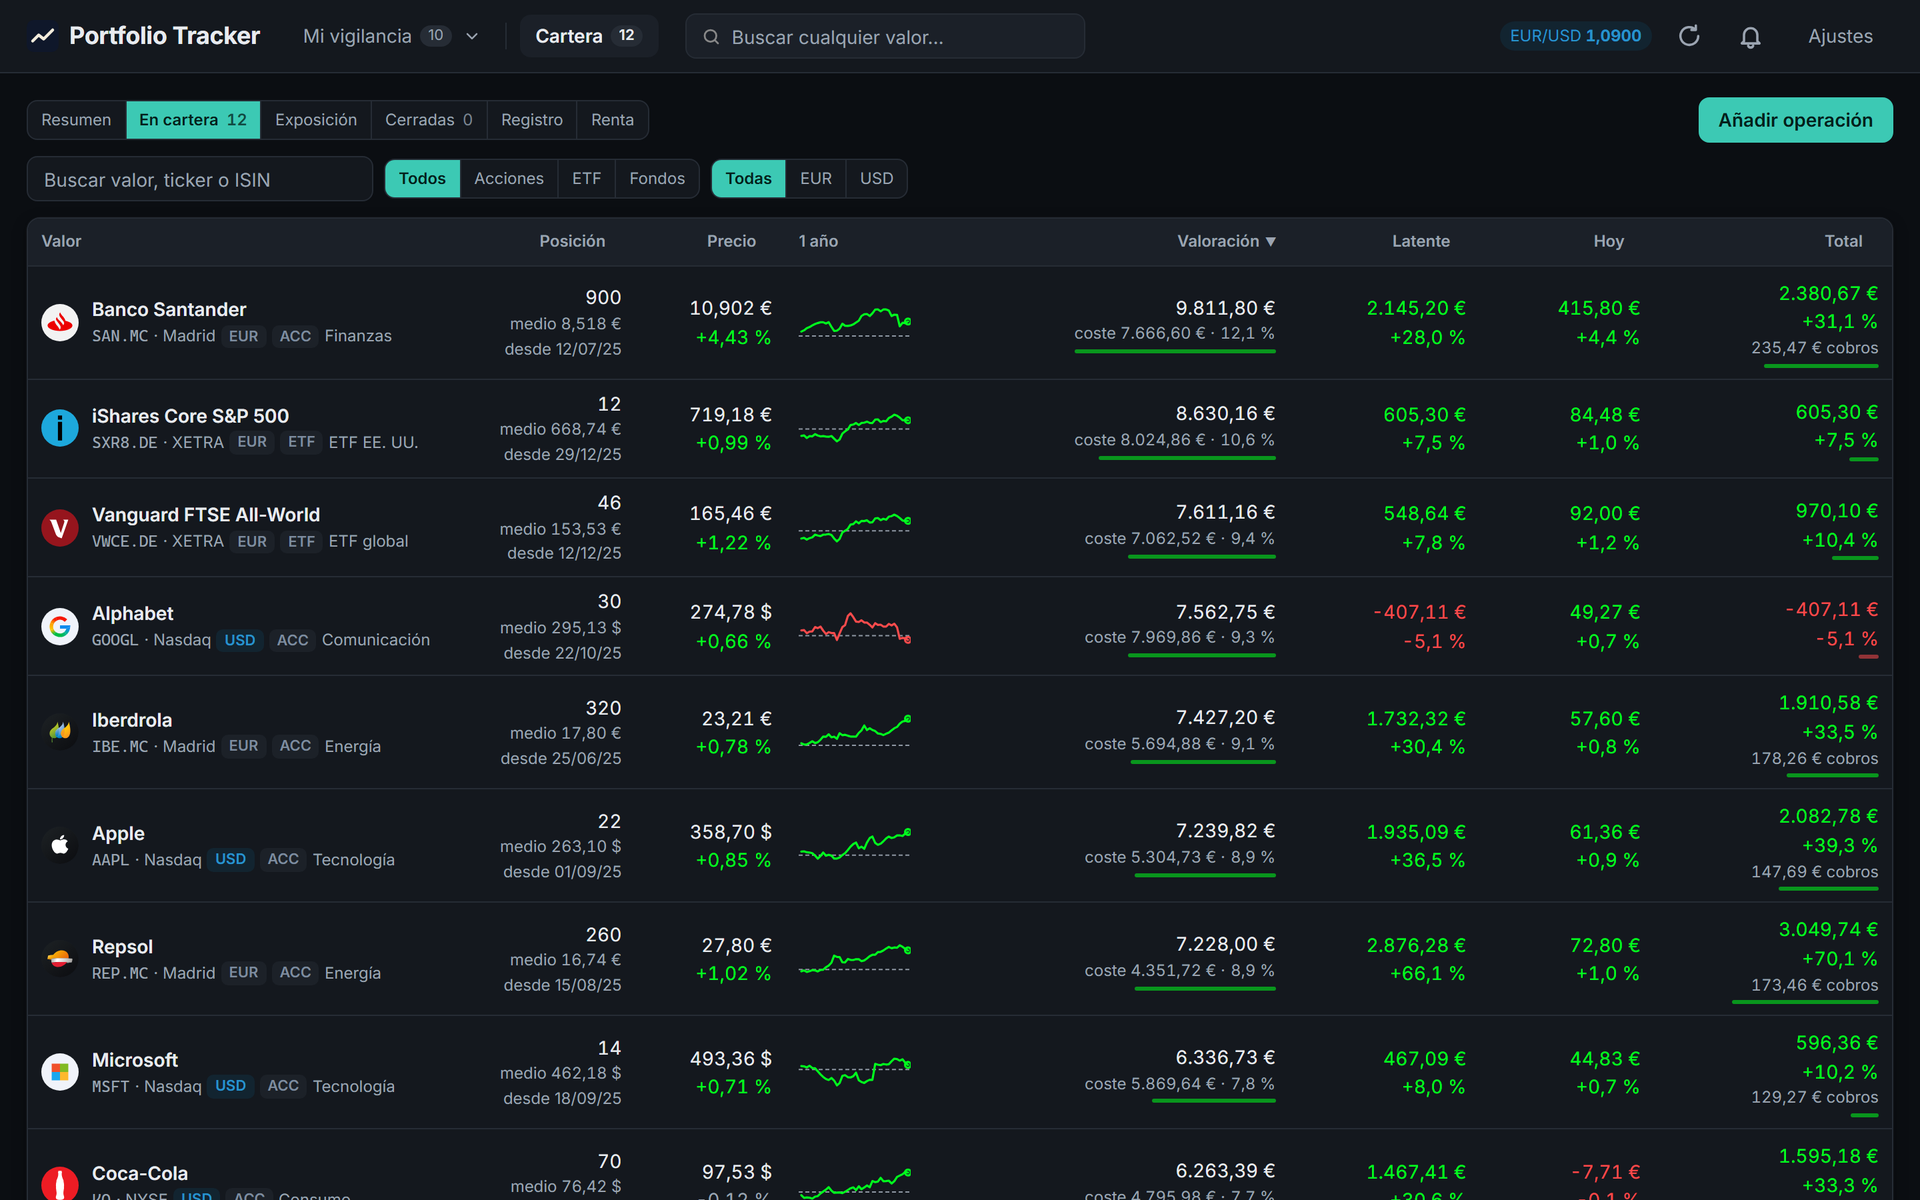 Portfolio Tracker
Mi vigilancia 10
Cartera 12
Buscar cualquier valor...
EUR/USD 1,0900
Ajustes
Resumen
En cartera 12
Exposición
Cerradas 0
Registro
Renta
Añadir operación
Buscar valor, ticker o ISIN
Todos
Acciones
ETF
Fondos
Todas
EUR
USD
Valor
Posición
Precio
1 año
Valoración ▼
Latente
Hoy
Total
Banco Santander
SAN.MC · Madrid EUR ACC Finanzas
900
medio 8,518 €
desde 12/07/25
10,902 €
+4,43 %
9.811,80 €
coste 7.666,60 € · 12,1 %
2.145,20 €
+28,0 %
415,80 €
+4,4 %
2.380,67 €
+31,1 %
235,47 € cobros
iShares Core S&P 500
SXR8.DE · XETRA EUR ETF ETF EE. UU.
12
medio 668,74 €
desde 29/12/25
719,18 €
+0,99 %
8.630,16 €
coste 8.024,86 € · 10,6 %
605,30 €
+7,5 %
84,48 €
+1,0 %
605,30 €
+7,5 %
Vanguard FTSE All-World
VWCE.DE · XETRA EUR ETF ETF global
46
medio 153,53 €
desde 12/12/25
165,46 €
+1,22 %
7.611,16 €
coste 7.062,52 € · 9,4 %
548,64 €
+7,8 %
92,00 €
+1,2 %
970,10 €
+10,4 %
Alphabet
GOOGL · Nasdaq USD ACC Comunicación
30
medio 295,13 $
desde 22/10/25
274,78 $
+0,66 %
7.562,75 €
coste 7.969,86 € · 9,3 %
-407,11 €
-5,1 %
49,27 €
+0,7 %
-407,11 €
-5,1 %
Iberdrola
IBE.MC · Madrid EUR ACC Energía
320
medio 17,80 €
desde 25/06/25
23,21 €
+0,78 %
7.427,20 €
coste 5.694,88 € · 9,1 %
1.732,32 €
+30,4 %
57,60 €
+0,8 %
1.910,58 €
+33,5 %
178,26 € cobros
Apple
AAPL · Nasdaq USD ACC Tecnología
22
medio 263,10 $
desde 01/09/25
358,70 $
+0,85 %
7.239,82 €
coste 5.304,73 € · 8,9 %
1.935,09 €
+36,5 %
61,36 €
+0,9 %
2.082,78 €
+39,3 %
147,69 € cobros
Repsol
REP.MC · Madrid EUR ACC Energía
260
medio 16,74 €
desde 15/08/25
27,80 €
+1,02 %
7.228,00 €
coste 4.351,72 € · 8,9 %
2.876,28 €
+66,1 %
72,80 €
+1,0 %
3.049,74 €
+70,1 %
173,46 € cobros
Microsoft
MSFT · Nasdaq USD ACC Tecnología
14
medio 462,18 $
desde 18/09/25
493,36 $
+0,71 %
6.336,73 €
coste 5.869,64 € · 7,8 %
467,09 €
+8,0 %
44,83 €
+0,7 %
596,36 €
+10,2 %
129,27 € cobros
Coca-Cola
KO · NYSE USD ACC Consumo
70
medio 76,42 $
97,53 $
-0,12 %
6.263,39 €
coste 4.795,98 € · 7,7 %
1.467,41 €
+30,6 %
-7,71 €
-0,1 %
1.595,18 €
+33,3 %